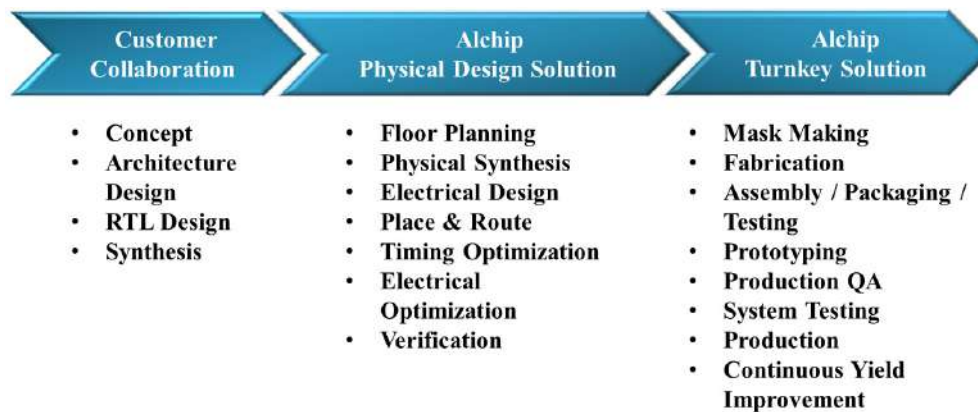 Customer
Collaboration
Alchip
Physical Design Solution
Alchip
Turnkey Solution
• Concept
• Architecture
Design
• RTL Design
• Synthesis
• Floor Planning
• Physical Synthesis
• Electrical Design
• Place & Route
• Timing Optimization
• Electrical
Optimization
• Verification
• Mask Making
• Fabrication
• Assembly / Packaging /
Testing
• Prototyping
• Production QA
• System Testing
• Production
• Continuous Yield
Improvement